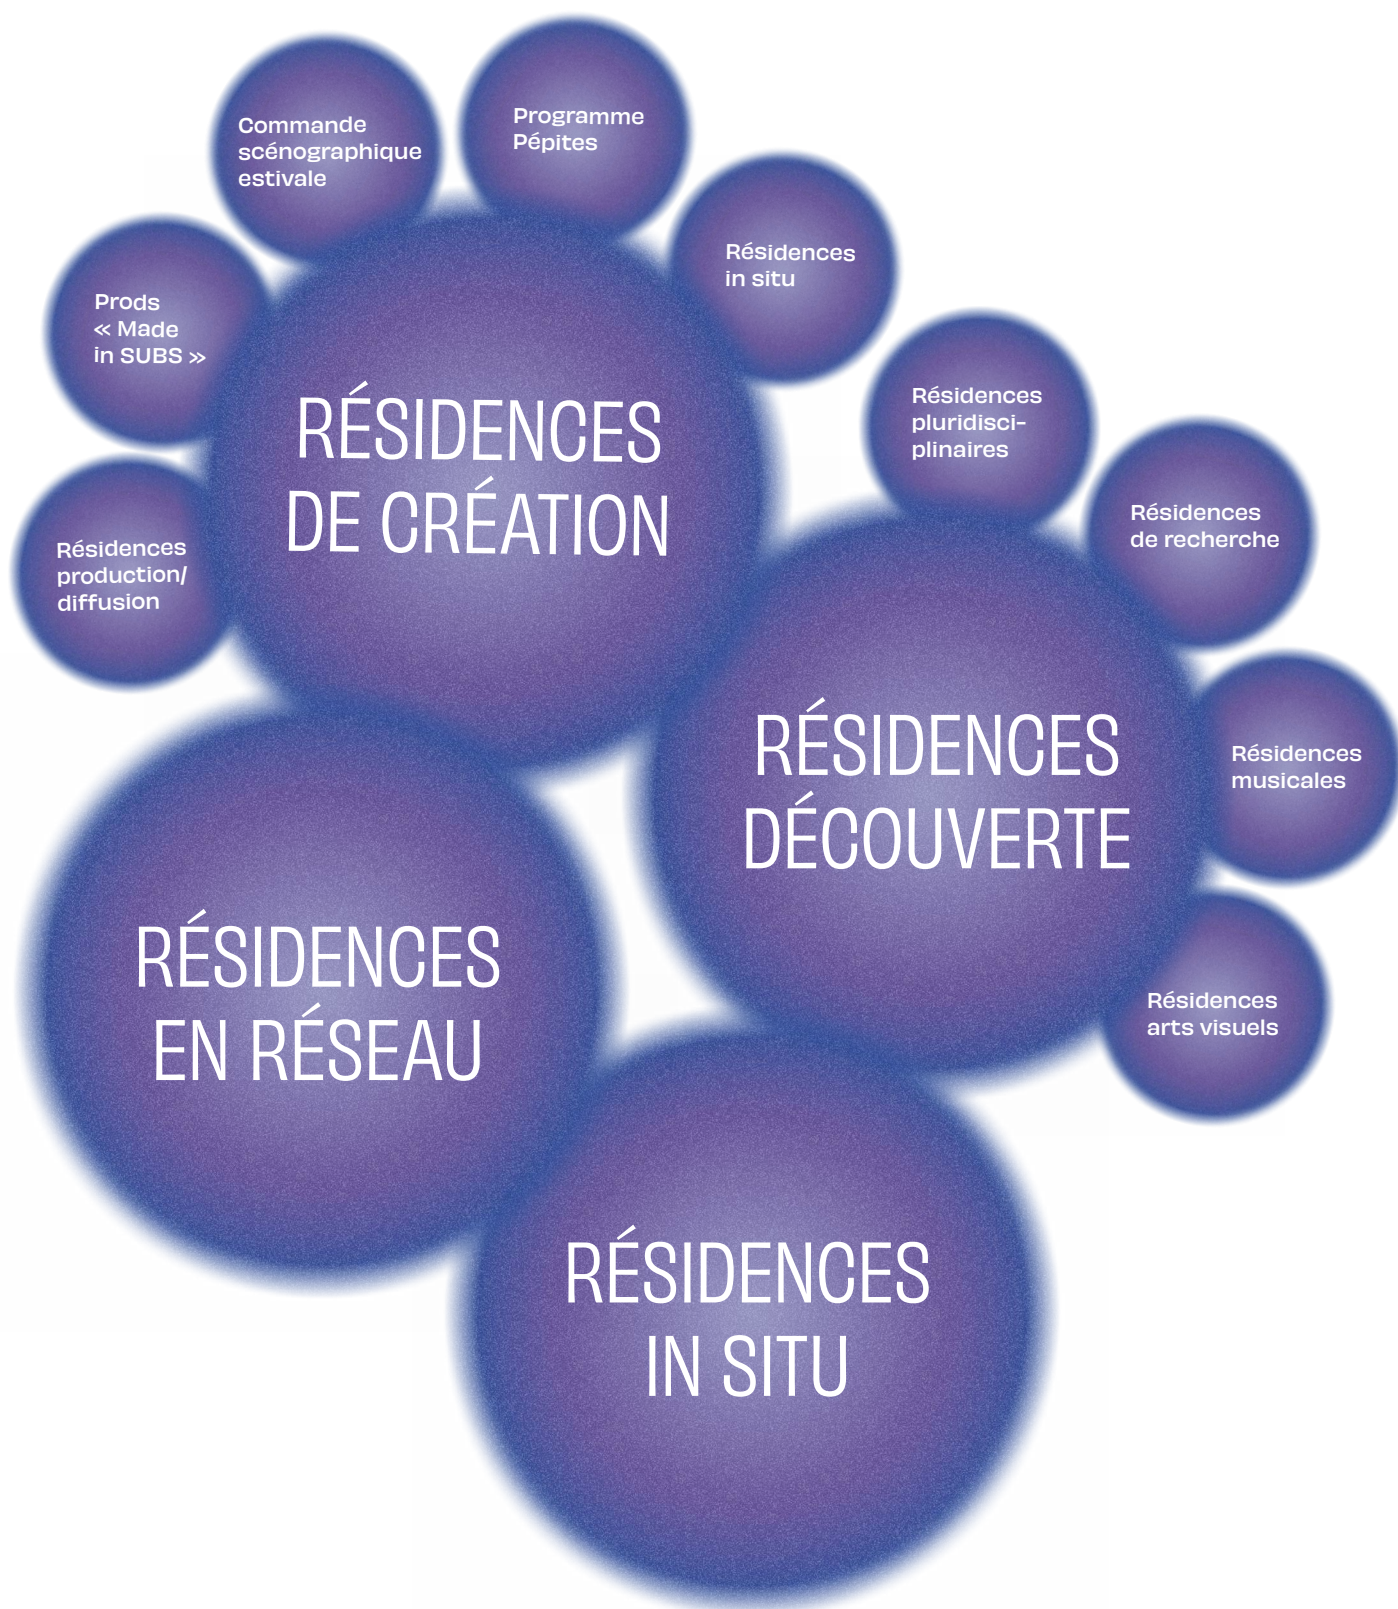 Commande
scénographique
estivale
Programme
Pépites
Résidences
in situ
Prods
« Made
in SUBS »
Résidences
production/
diffusion
RÉSIDENCES
DE CRÉATION
Résidences
pluridisci-
plinaires
Résidences
de recherche
Résidences
musicales
Résidences
arts visuels
RÉSIDENCES
DÉCOUVERTE
RÉSIDENCES
EN RÉSEAU
RÉSIDENCES
IN SITU